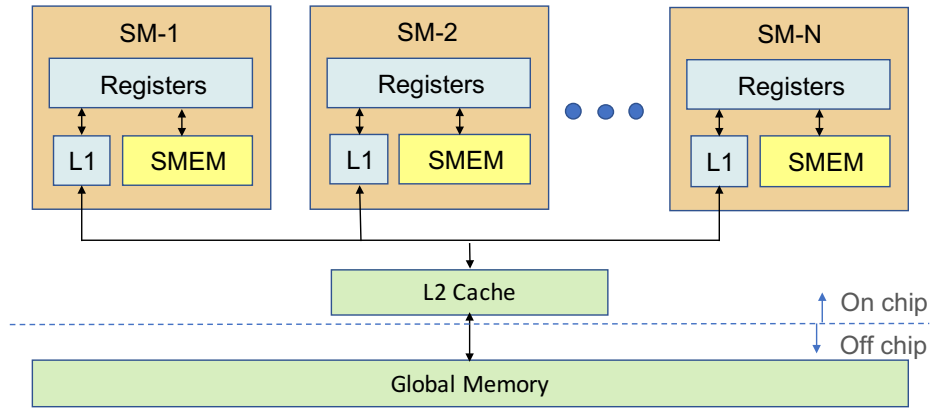 SM-1
Registers
L1
SMEM
SM-2
Registers
L1
SMEM
SM-N
Registers
L1
SMEM
L2 Cache
On chip
Off chip
Global Memory